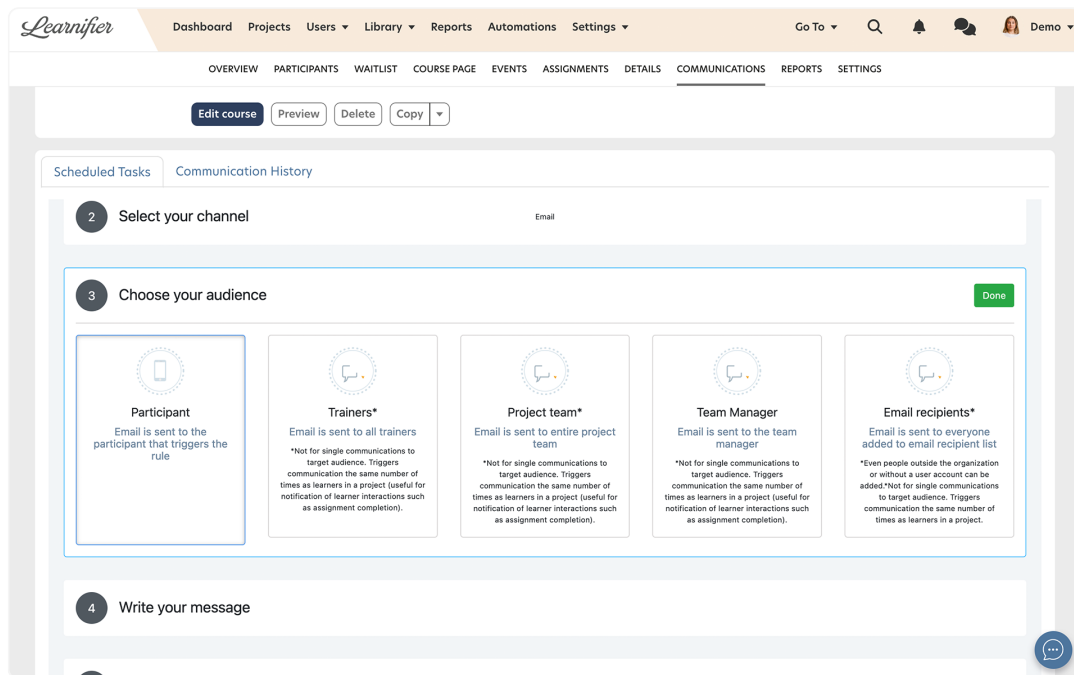 Learnifier
Dashboard Projects Users Library Reports Automations Settings Go To Demo
OVERVIEW PARTICIPANTS WAITLIST COURSE PAGE EVENTS ASSIGNMENTS DETAILS COMMUNICATIONS REPORTS SETTINGS
Edit course Preview Delete Copy
Scheduled Tasks Communication History
2 Select your channel Email
3 Choose your audience Done
Participant
Email is sent to the
participant that triggers the
rule
Trainers*
Email is sent to all trainers
*Not for single communications to
target audience. Triggers
communication the same number of
times as learners in a project (useful for
notification of learner interactions such
as assignment completion).
Project team*
Email is sent to entire project
team
*Not for single communications to
target audience. Triggers
communication the same number of
times as learners in a project (useful for
notification of learner interactions such
as assignment completion).
Team Manager
Email is sent to the team
manager
*Not for single communications to
target audience. Triggers
communication the same number of
times as learners in a project (useful for
notification of learner interactions such
as assignment completion).
Email recipients*
Email is sent to everyone
added to email recipient list
*Even people outside the organization
or without a user account can be
added.*Not for single communications
to target audience. Triggers
communication the same number of
times as learners in a project.
4 Write your message